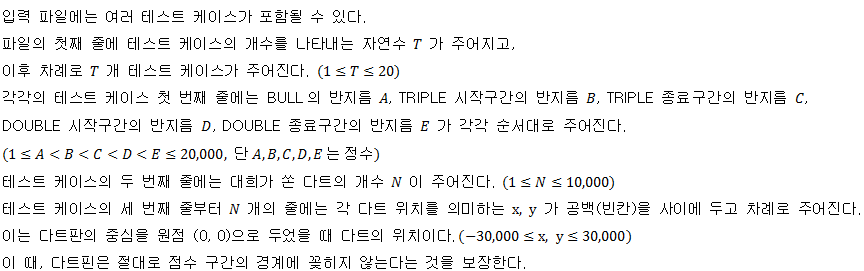 입력 파일에는 여러 테스트 케이스가 포함될 수 있다.
파일의 첫째 줄에 테스트 케이스의 개수를 나타내는 자연수 T 가 주어지고,
이후 차례로 T 개 테스트 케이스가 주어진다. (1 ≤ T ≤ 20)
각각의 테스트 케이스 첫 번째 줄에는 BULL의 반지름 A, TRIPLE 시작구간의 반지름 B, TRIPLE 종료구간의 반지름 C,
DOUBLE 시작구간의 반지름 D, DOUBLE 종료구간의 반지름 E 가 각각 순서대로 주어진다.
(1 ≤ A < B < C < D < E ≤ 20,000, 단 A,B,C,D,E 는 정수)
테스트 케이스의 두 번째 줄에는 대희가 쏜 다트의 개수 N 이 주어진다. (1 ≤ N ≤ 10,000)
테스트 케이스의 세 번째 줄부터 N 개의 줄에는 각 다트 위치를 의미하는 x, y 가 공백(빈칸)을 사이에 두고 차례로 주어진다.
이는 다트판의 중심을 원점 (0, 0)으로 두었을 때 다트의 위치이다.(−30,000 ≤ x, y ≤ 30,000)
이 때, 다트핀은 절대로 점수 구간의 경계에 꽂히지 않는다는 것을 보장한다.